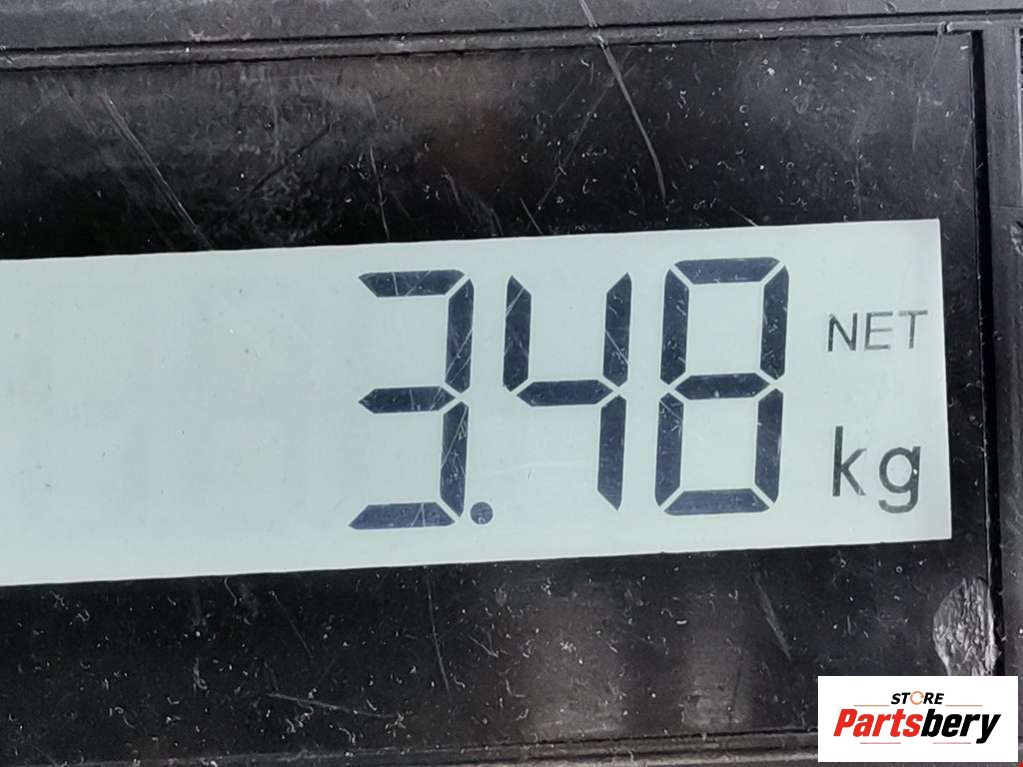 3.48 NET
kg
STORE
Partsbery